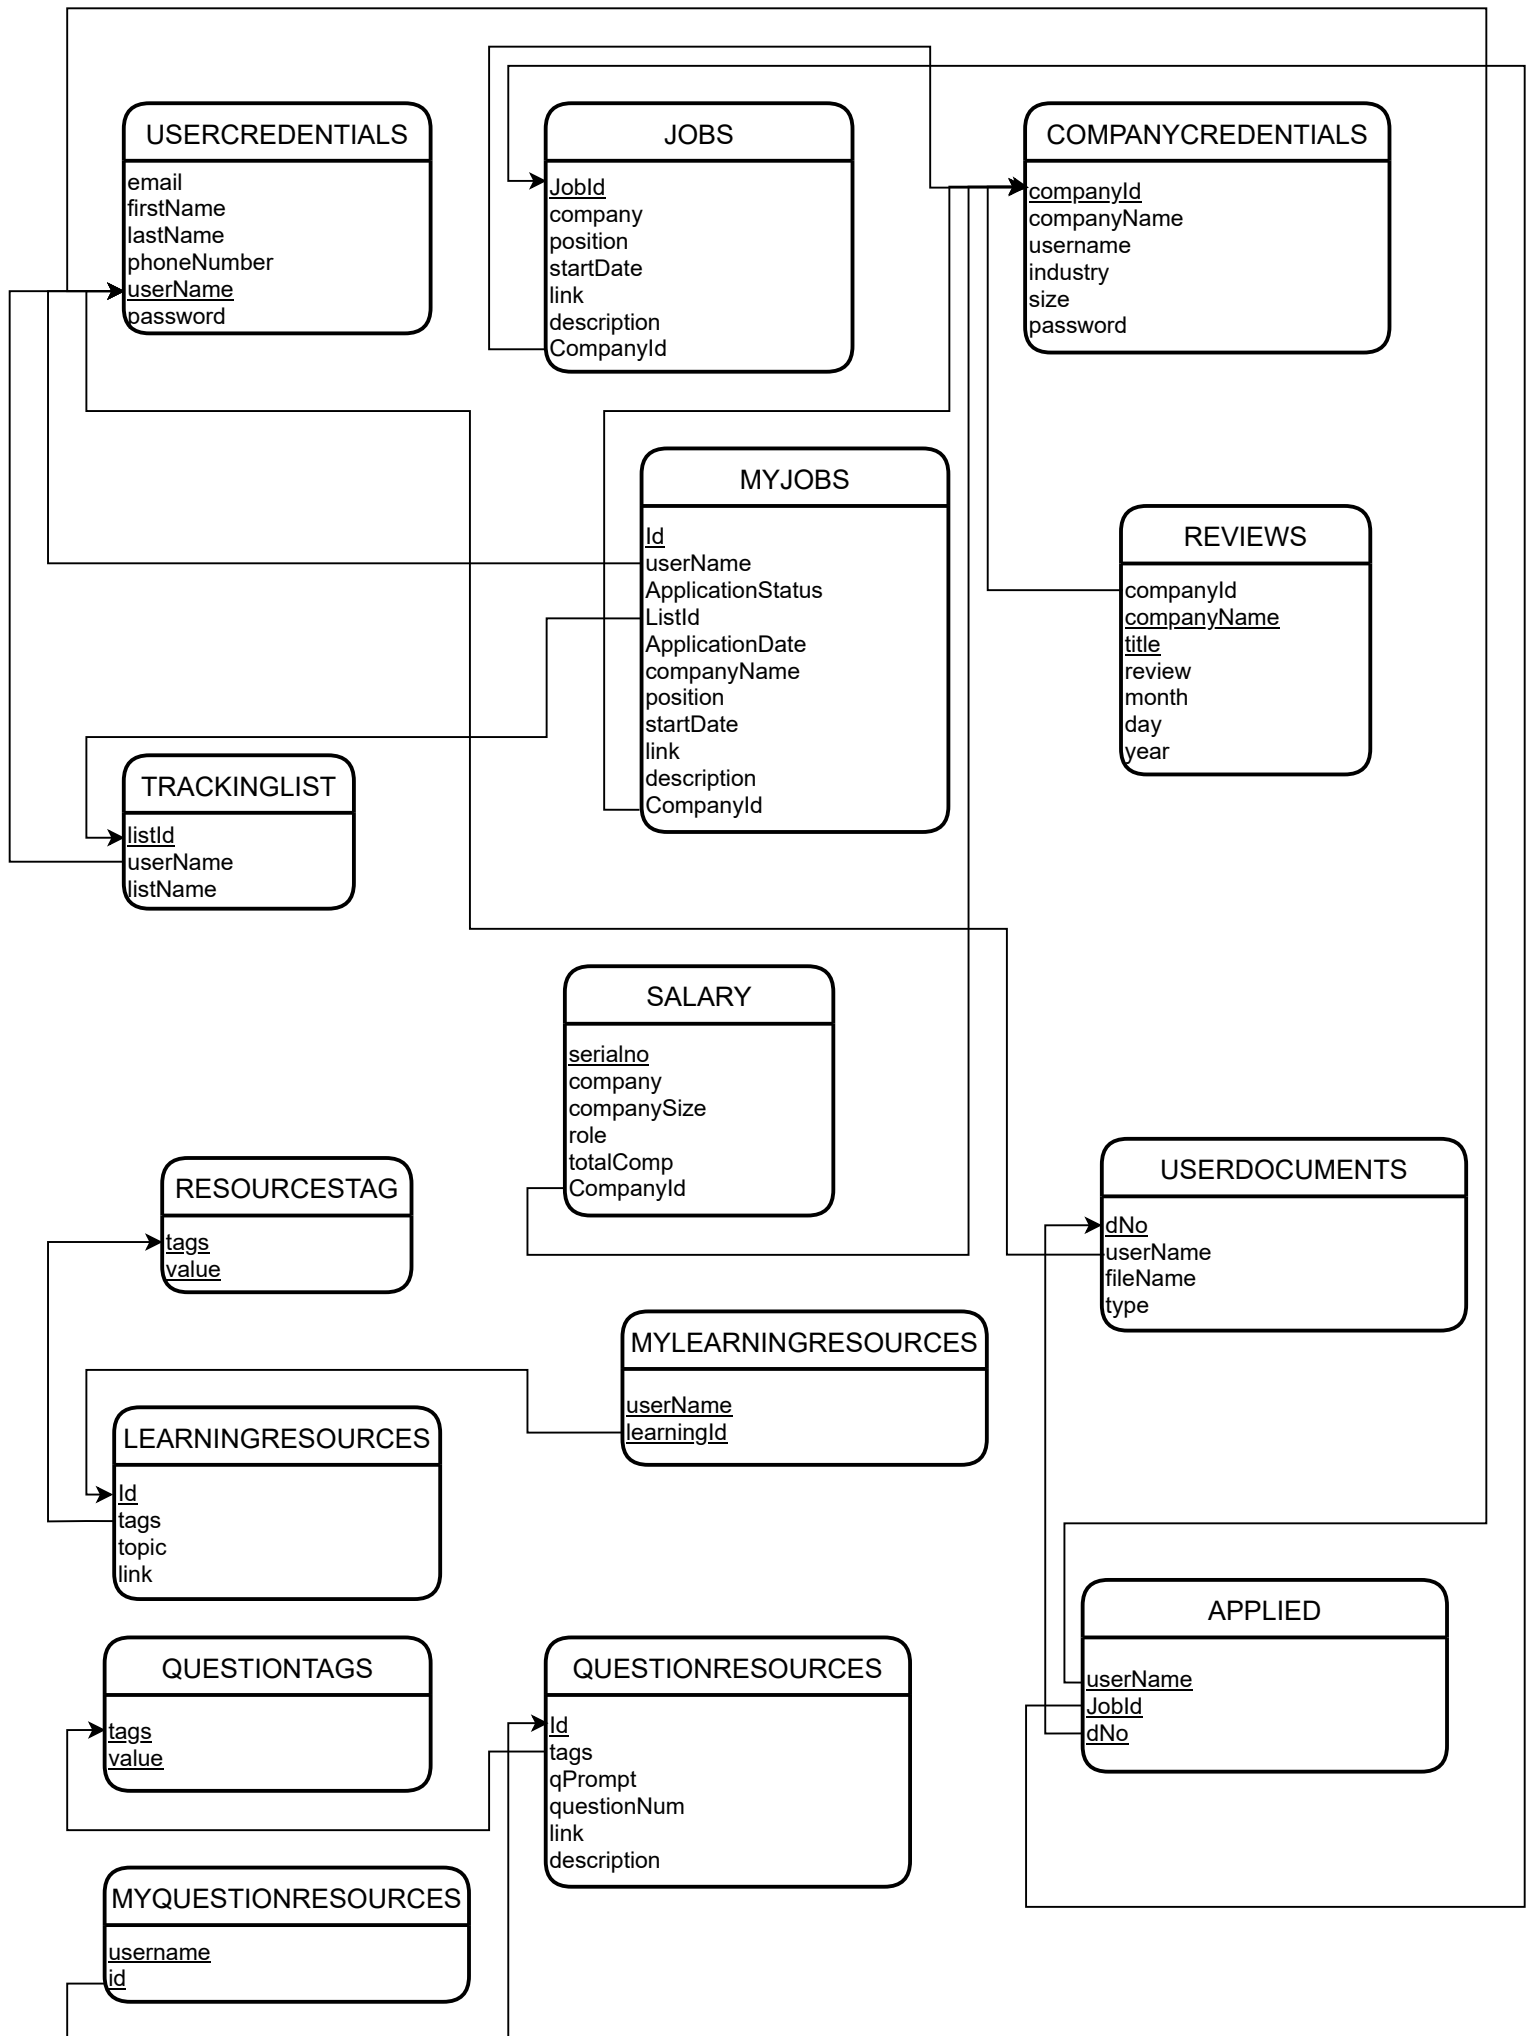 USERCREDENTIALS
email
firstName
lastName
phoneNumber
userName
password
JOBS
JobId
company
position
startDate
link
description
CompanyId
COMPANYCREDENTIALS
companyId
companyName
username
industry
size
password
MYJOBS
Id
userName
ApplicationStatus
ListId
ApplicationDate
companyName
position
startDate
link
description
CompanyId
REVIEWS
companyId
companyName
title
review
month
day
year
TRACKINGLIST
listId
userName
listName
SALARY
serialno
company
companySize
role
totalComp
CompanyId
RESOURCESTAG
tags
value
USERDOCUMENTS
dNo
userName
fileName
type
MYLEARNINGRESOURCES
userName
learningId
LEARNINGRESOURCES
Id
tags
topic
link
APPLIED
userName
JobId
dNo
QUESTIONTAGS
tags
value
QUESTIONRESOURCES
Id
tags
qPrompt
questionNum
link
description
MYQUESTIONRESOURCES
username
id